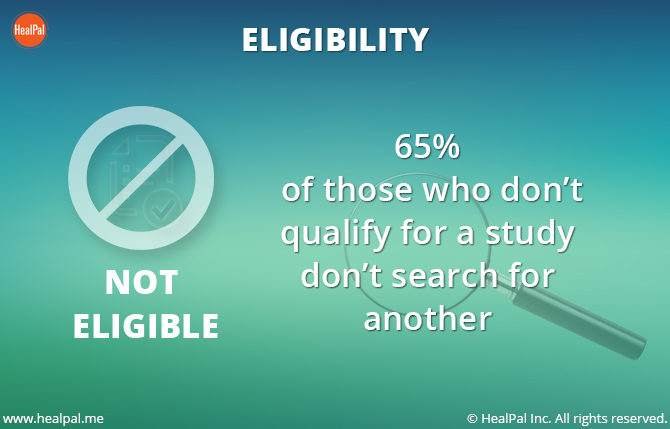 HealPal
ELIGIBILITY
65%
of those who don’t
qualify for a study
don’t search for
another
NOT
ELIGIBLE
www.healpal.me
© HealPal Inc. All rights reserved.